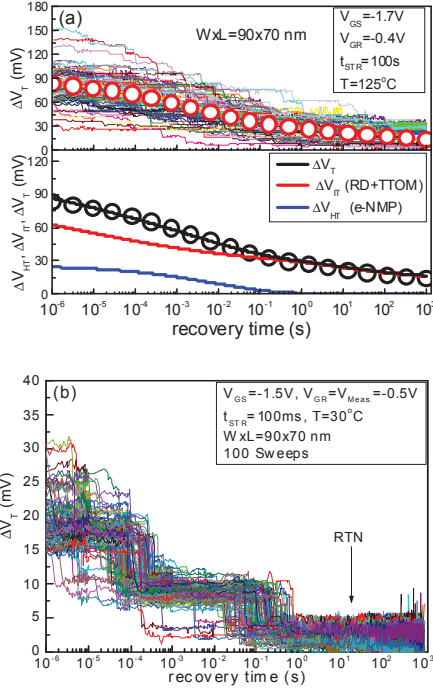 (a)
WxL=90x70 nm
V_GS=-1.7V
V_GR=-0.4V
t_STR=100s
T=125°C
180
150
120
90
60
30
0
ΔV_T (mV)
ΔV_T
ΔV_IT (RD+TTOM)
ΔV_HT (e-NMP)
120
90
60
30
0
ΔV_HT, ΔV_IT, ΔV_T (mV)
10^-6 10^-5 10^-4 10^-3 10^-2 10^-1 10^0 10^1 10^2 10^3
recovery time (s)
(b)
V_GS=-1.5V, V_GR=V_Meas.=-0.5V
t_STR=100ms, T=30°C
WxL=90x70 nm
100 Sweeps
RTN
40
35
30
25
20
15
10
5
0
ΔV_T (mV)
10^-6 10^-5 10^-4 10^-3 10^-2 10^-1 10^0 10^1 10^2 10^3
recovery time (s)